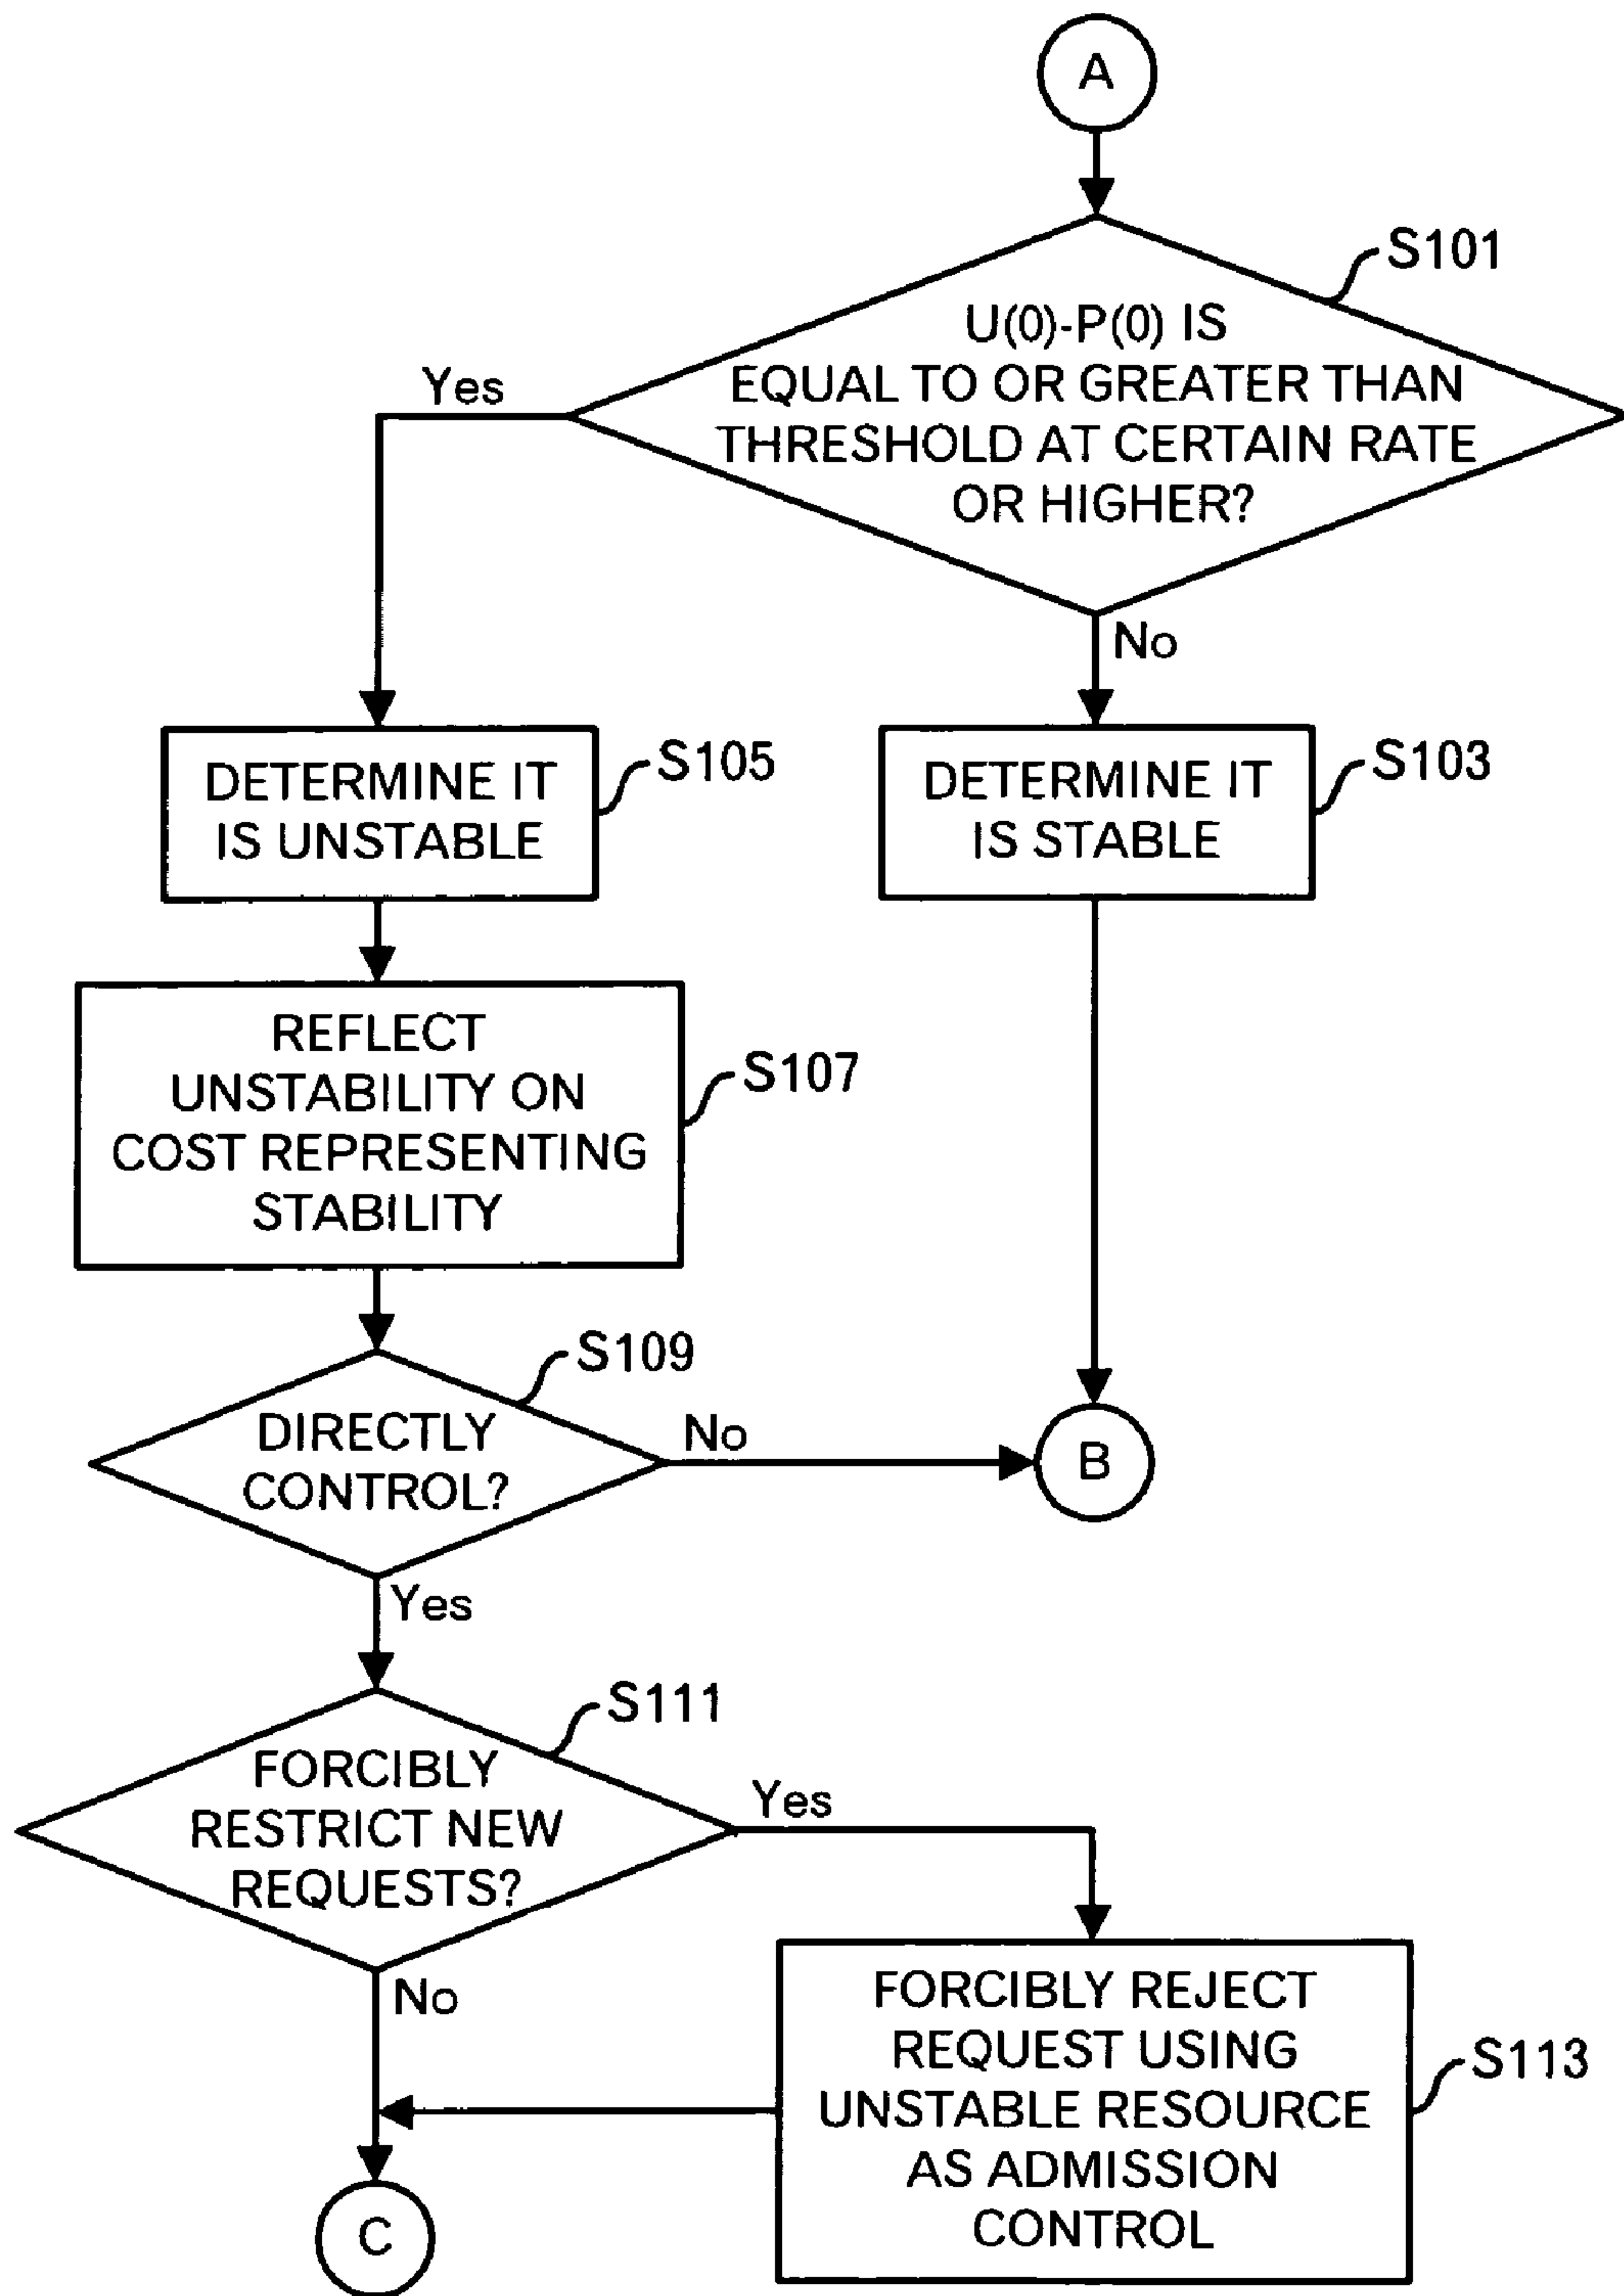 A
S101
U(0)-P(0) IS
EQUAL TO OR GREATER THAN
THRESHOLD AT CERTAIN RATE
OR HIGHER?
Yes
No
DETERMINE IT
IS UNSTABLE
S105
DETERMINE IT
IS STABLE
S103
REFLECT
UNSTABILITY ON
COST REPRESENTING
STABILITY
S107
S109
DIRECTLY
CONTROL?
No
B
Yes
S111
FORCIBLY
RESTRICT NEW
REQUESTS?
Yes
No
FORCIBLY REJECT
REQUEST USING
UNSTABLE RESOURCE
AS ADMISSION
CONTROL
S113
C